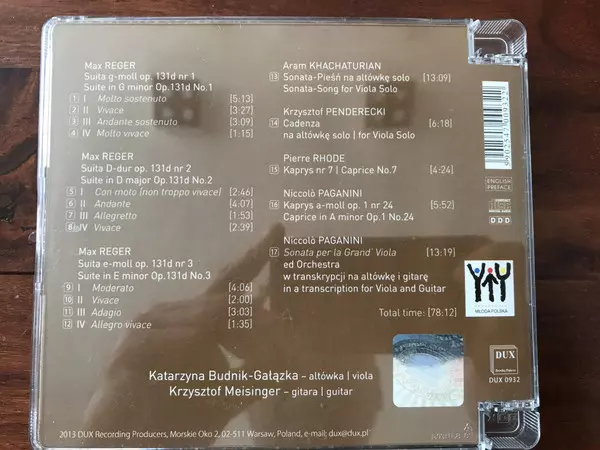 Max REGER
Suita g-moll op. 131d nr 1
Suite in G minor Op.131d No.1
1 I Molto sostenuto [5:13]
2 II Vivace [3:27]
3 III Andante sostenuto [3:09]
4 IV Molto vivace [1:15]
Max REGER
Suita D-dur op. 131d nr 2
Suite in D major Op.131d No.2
5 I Con moto [non troppo vivace] [2:46]
6 II Andante [4:07]
7 III Allegretto [1:53]
8 IV Vivace [2:39]
Max REGER
Suita e-moll op. 131d nr 3
Suite in E minor Op.131d No.3
9 I Moderato [4:06]
10 II Vivace [2:00]
11 III Adagio [3:03]
12 IV Allegro vivace [1:35]
Aram KHACHATURIAN
13 Sonata-Pieśń na altówkę solo [13:09]
Sonata-Song for Viola Solo
Krzysztof PENDERECKI
14 Cadenza [6:18]
na altówkę solo | for Viola Solo
Pierre RHODE
15 Kaprys nr 7 | Caprice No.7 [4:24]
Niccolò PAGANINI
16 Kaprys a-moll op. 1 nr 24 [5:52]
Caprice in A minor Op.1 No.24
Niccolò PAGANINI
17 Sonata per la Grand' Viola [13:19]
ed Orchestra
w transkrypcji na altówkę i gitarę
in a transcription for Viola and Guitar
Total time: [78:12]
Katarzyna Budnik-Gałązka – altówka | viola
Krzysztof Meisinger – gitara | guitar
2013 DUX Recording Producers, Morskie Oko 2, 02-511 Warsaw, Poland, e-mail; dux@dux.pl
ENGLISH
PREFACE
COMPACT
disc
DIGITAL AUDIO
DDD
MŁODA POLSKA
DUX
DUX 0932